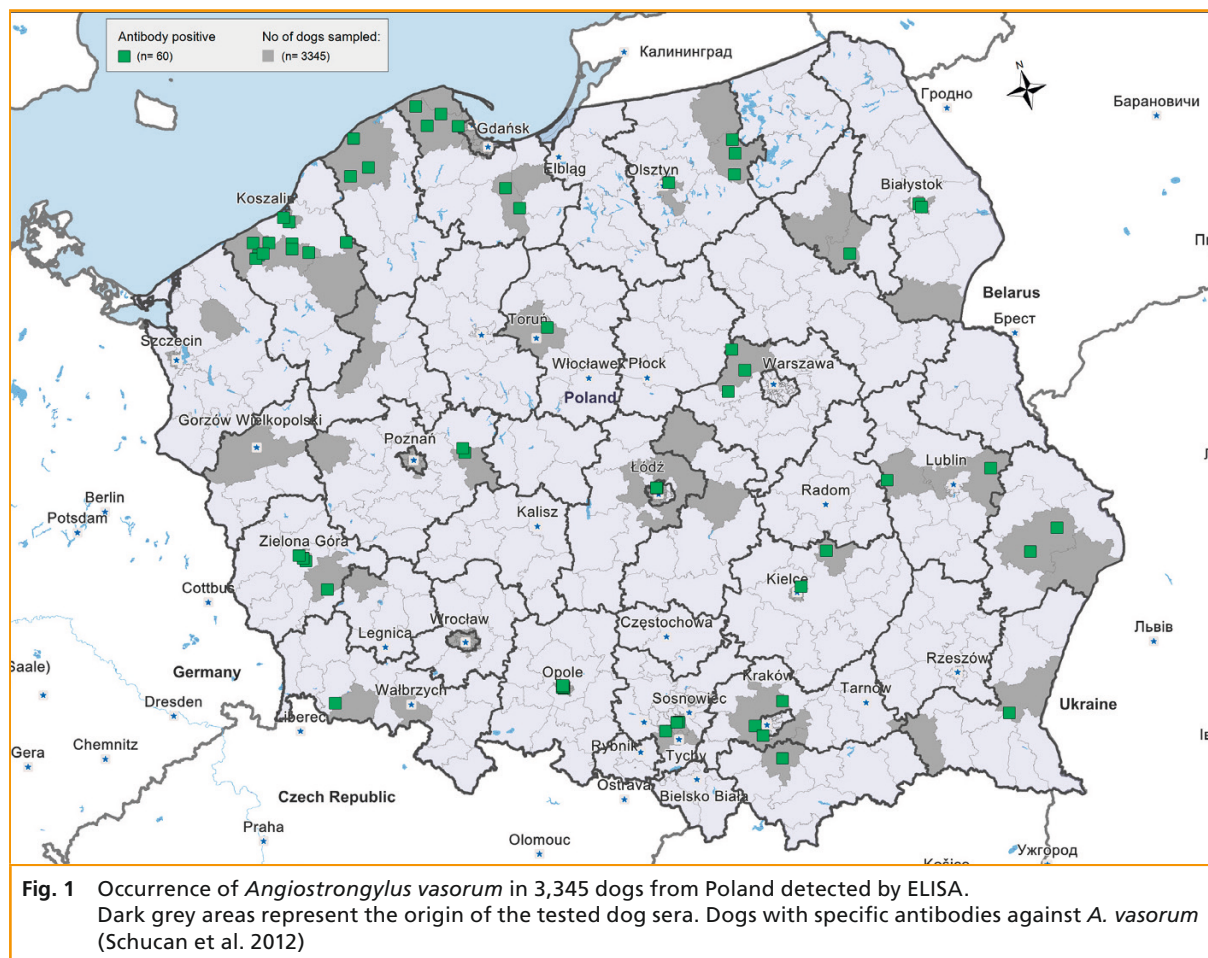 Antibody positive
(n= 60)
No of dogs sampled:
(n= 3345)
Калининград
N
Гродно
Барановичи
Gdańsk
Elbląg
Olsztyn
Białystok
Koszalin
Belarus
Брест
Szczecin
Toruń
Włocławek
Płock
Warszawa
Poland
Gorzów Wielkopolski
Poznań
Łódź
Lublin
Berlin
Potsdam
Kalisz
Radom
Zielona Góra
Kielce
Cottbus
Wrocław
Legnica
Częstochowa
Львів
Rzeszów
Saale)
Germany
Opole
Kraków
Tarnów
Dresden
Wałbrzych
Sosnowiec
Ukraine
Liberec
Gera
Chemnitz
Rybnik
Tychy
Ostrava
Bielsko Biała
Czech Republic
Praha
Olomouc
Ужгород
Fig. 1 Occurrence of Angiostrongylus vasorum in 3,345 dogs from Poland detected by ELISA.
Dark grey areas represent the origin of the tested dog sera. Dogs with specific antibodies against A. vasorum
(Schucan et al. 2012)